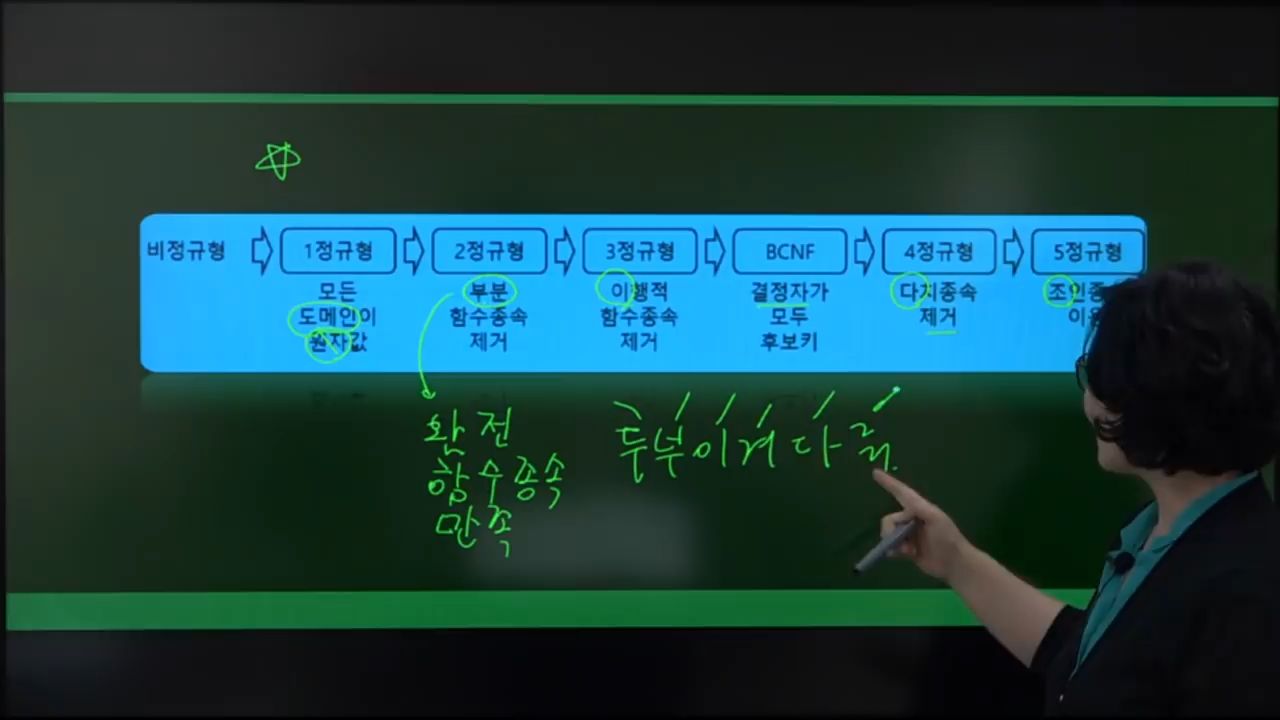 비정규형
1정규형
모든
도메인이
원자값
2정규형
부분
함수종속
제거
3정규형
이행적
함수종속
제거
BCNF
결정자가
모두
후보키
4정규형
다치종속
제거
5정규형
조인종
이
완전
함수종속
만족
두부이겨다줘